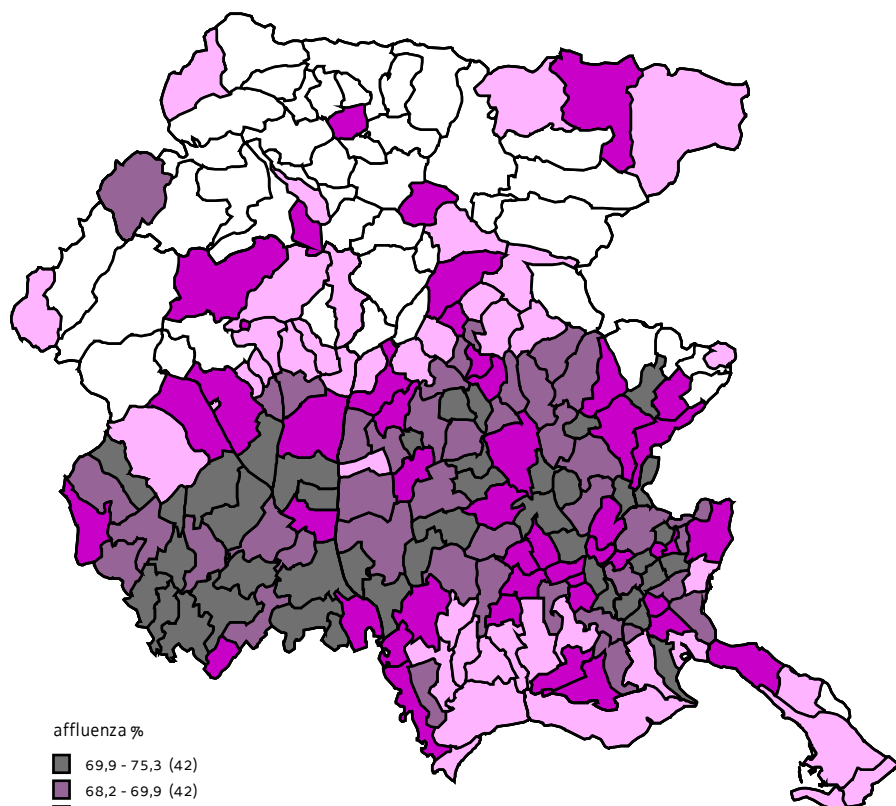 affluenza %
69,9 - 75,3 (42)
68,2 - 69,9 (42)